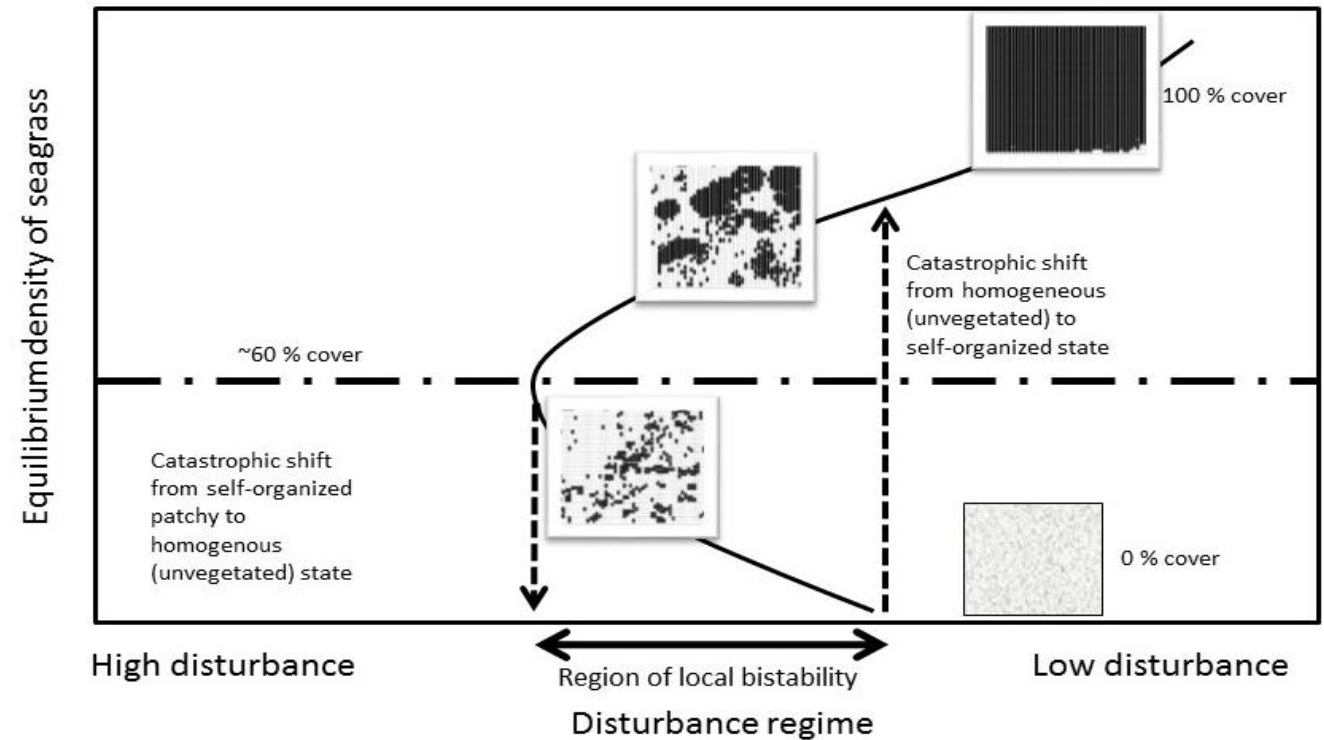 Equilibrium density of seagrass
100 % cover
Catastrophic shift
from homogeneous
(unvegetated) to
self-organized state
~60 % cover
Catastrophic shift
from self-organized
patchy to
homogenous
(unvegetated) state
0 % cover
High disturbance
Region of local bistability
Low disturbance
Disturbance regime